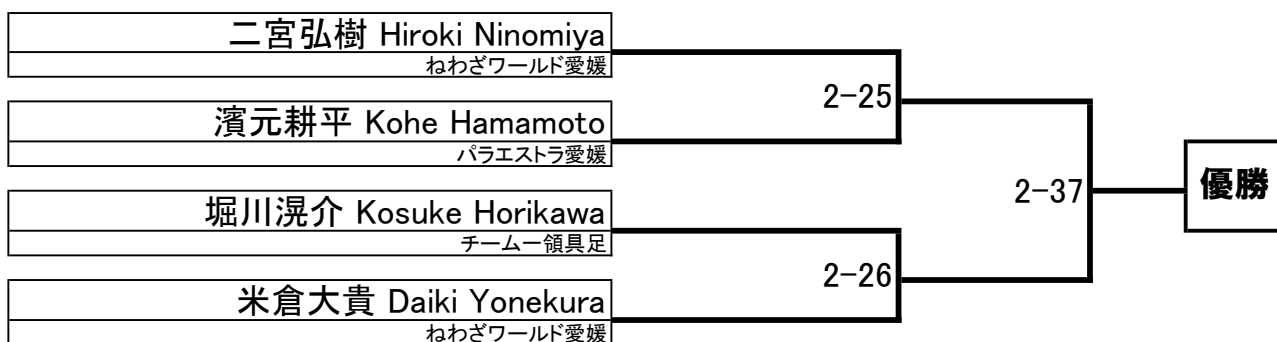 二宮弘樹 Hiroki Ninomiya
ねわざワールド愛媛
2-25
濱元耕平 Kohe Hamamoto
パラエストラ愛媛
2-37
優勝
堀川滉介 Kosuke Horikawa
チーム一領具足
2-26
米倉大貴 Daiki Yonekura
ねわざワールド愛媛